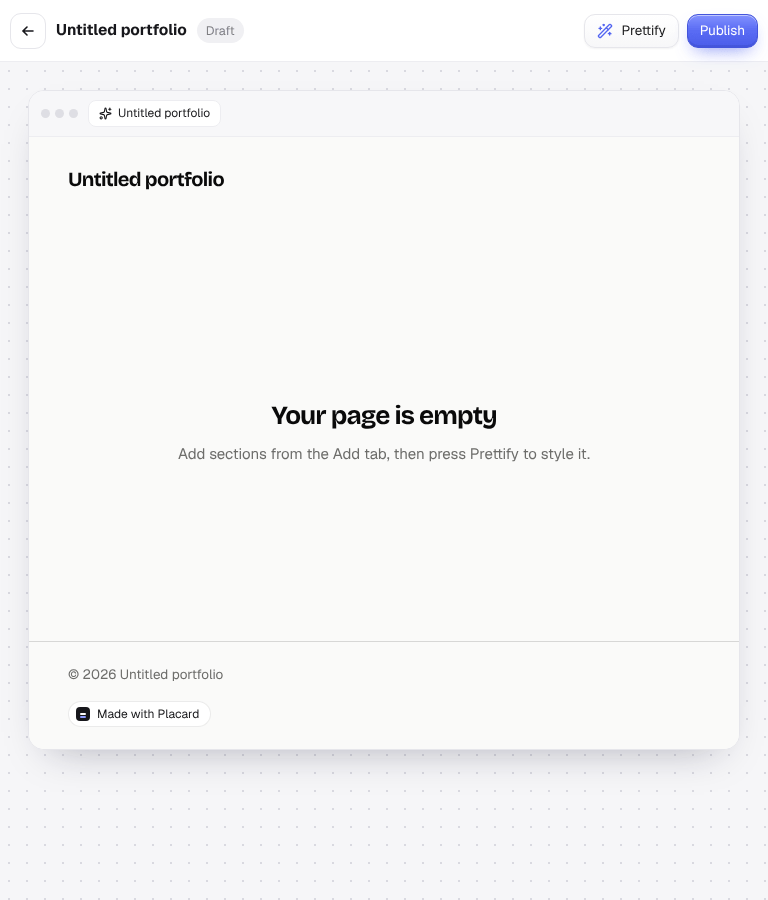 Untitled portfolio Draft Prettify Publish
Untitled portfolio
Untitled portfolio
Your page is empty
Add sections from the Add tab, then press Prettify to style it.
© 2026 Untitled portfolio
Made with Placard